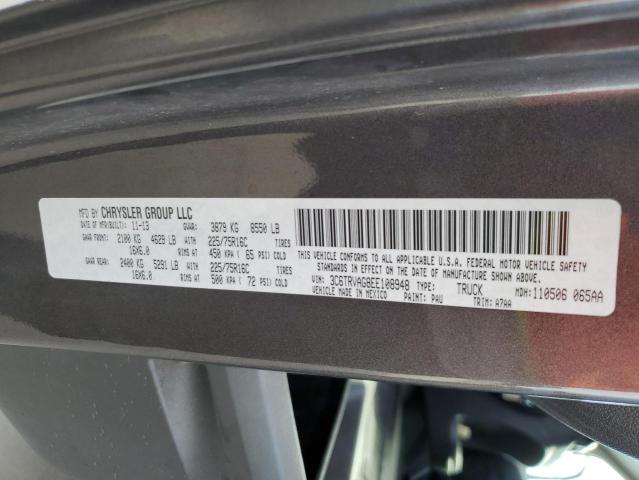 MFD BY CHRYSLER GROUP LLC
DATE OF MFR(BUILT): 11-13 GVWR: 3879 KG 8550 LB
GAWR FRONT: 2100 KG 4629 LB WITH 225/75R16C TIRES
16X6.0 RIMS AT 450 KPA ( 65 PSI) COLD
GAWR REAR: 2400 KG 5291 LB WITH 225/75R16C TIRES
16X6.0 RIMS AT 500 KPA ( 72 PSI) COLD
THIS VEHICLE CONFORMS TO ALL APPLICABLE U.S.A. FEDERAL MOTOR VEHICLE SAFETY
STANDARDS IN EFFECT ON THE DATE OF MANUFACTURE SHOWN ABOVE.
VIN: 3C6TRVAG8EE108948 TYPE: TRUCK MDH: 110506 065AA
VEHICLE MADE IN MEXICO PAINT: PAU TRIM: A7AA